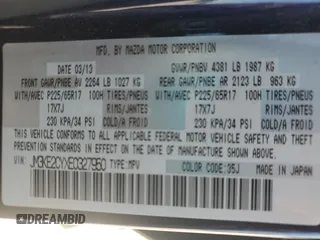 MFD. BY MAZDA MOTOR CORPORATION
DATE 03/13 GVWR/PNBV 4381 LB 1987 KG
FRONT GAWR/PNBE AV 2264 LB 1027 KG REAR GAWR/PNBE AR 2123 LB 963 KG
WITH/AVEC P225/65R17 100H TIRES/PNEUS WITH/AVEC P225/65R17 100H TIRES/PNEUS
17X7J RIMS/JANTES 17X7J RIMS/JANTES
230 KPA/34 PSI COLD/A FROID 230 KPA/34 PSI COLD/A FROID
THIS VEHICLE CONFORMS TO ALL APPLICABLE FEDERAL MOTOR VEHICLE SAFETY BUMPER
AND THEFT PREVENTION STANDARDS IN EFFECT ON THE DATE OF MANUFACTURE
SHOWN ABOVE.
VIN: JM3KE2CYXE0327950 TYPE: MPV
COLOR CODE: 35J MADE IN JAPAN